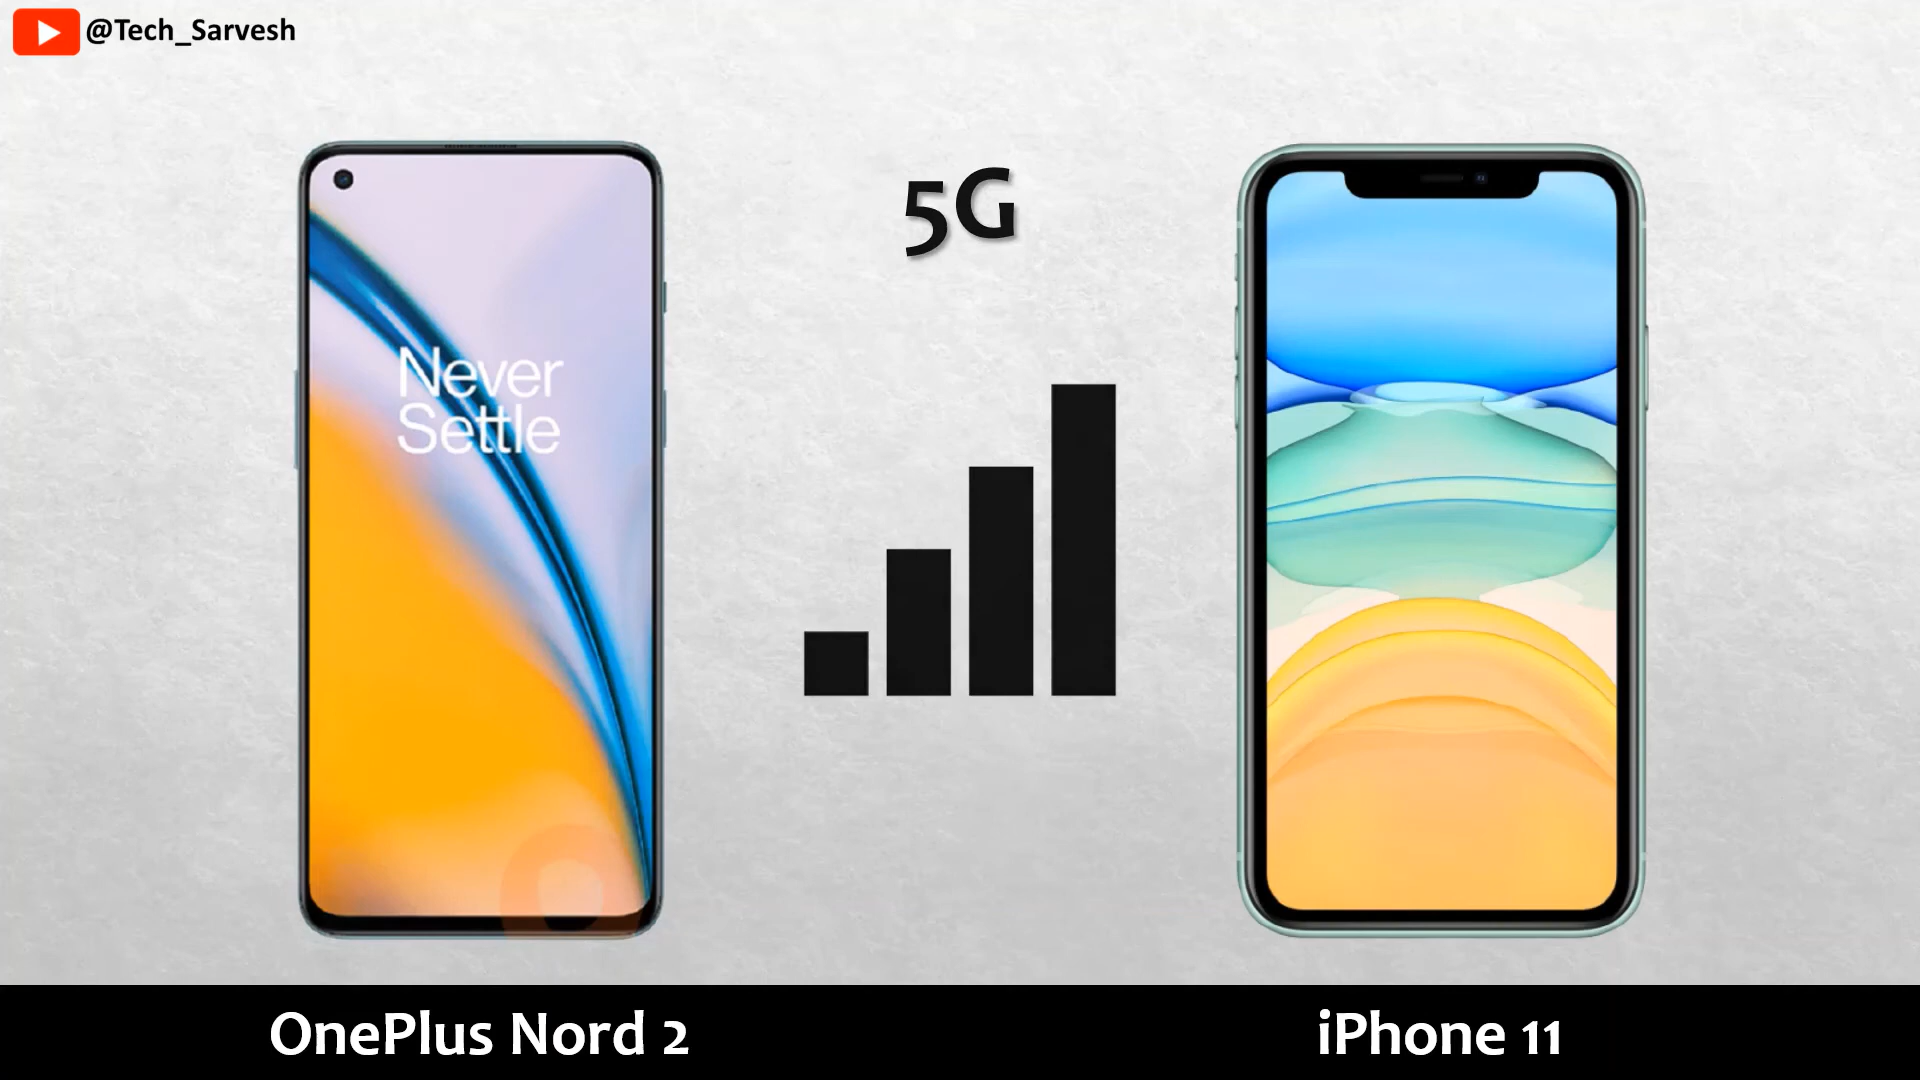 @Tech_Sarvesh
5G
Never
Settle
OnePlus Nord 2
iPhone 11